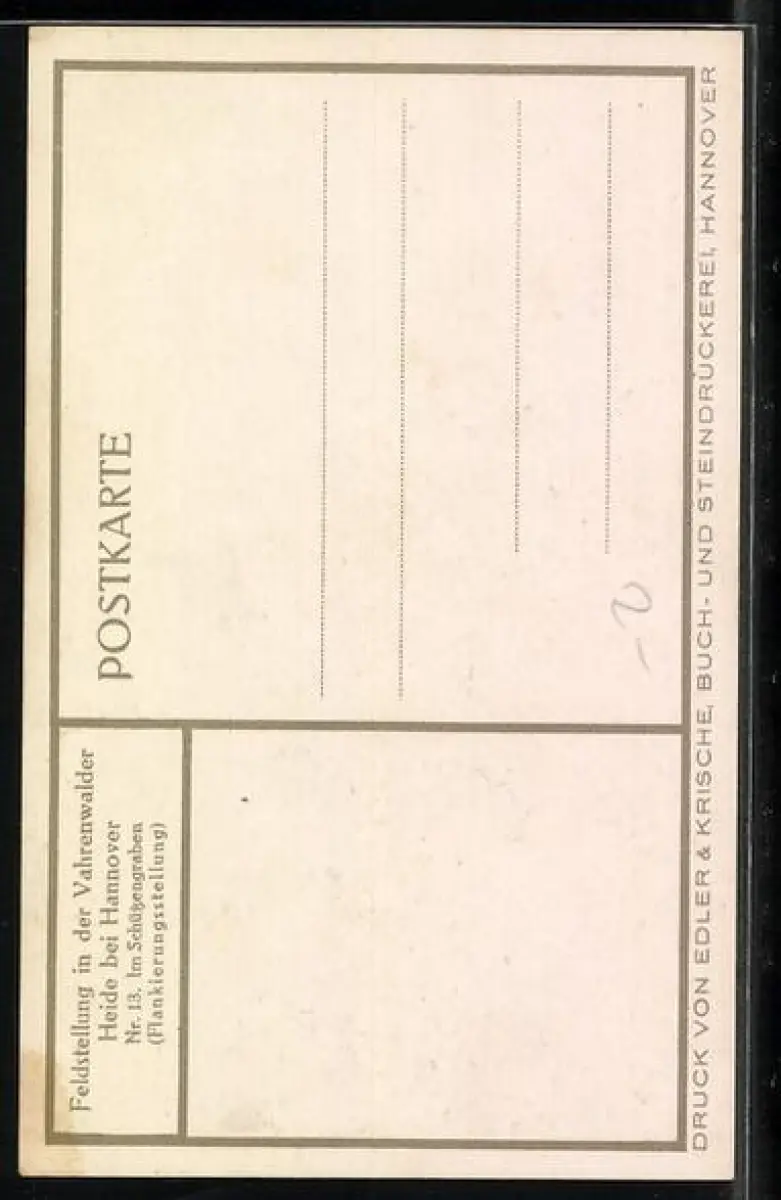 Feldstellung in der Vahrenwalder
Heide bei Hannover
Nr. 13. Im Schützengraben
(Flankierungsstellung)
POSTKARTE
DRUCK VON EDLER & KRISCHE, BUCH- UND STEINDRUCKEREI, HANNOVER